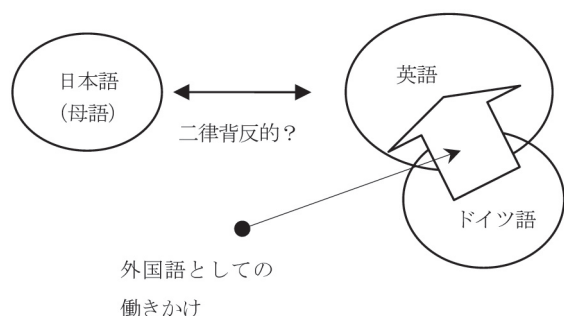 日本語
(母語)
英語
二律背反的？
ドイツ語
外国語としての
働きかけ